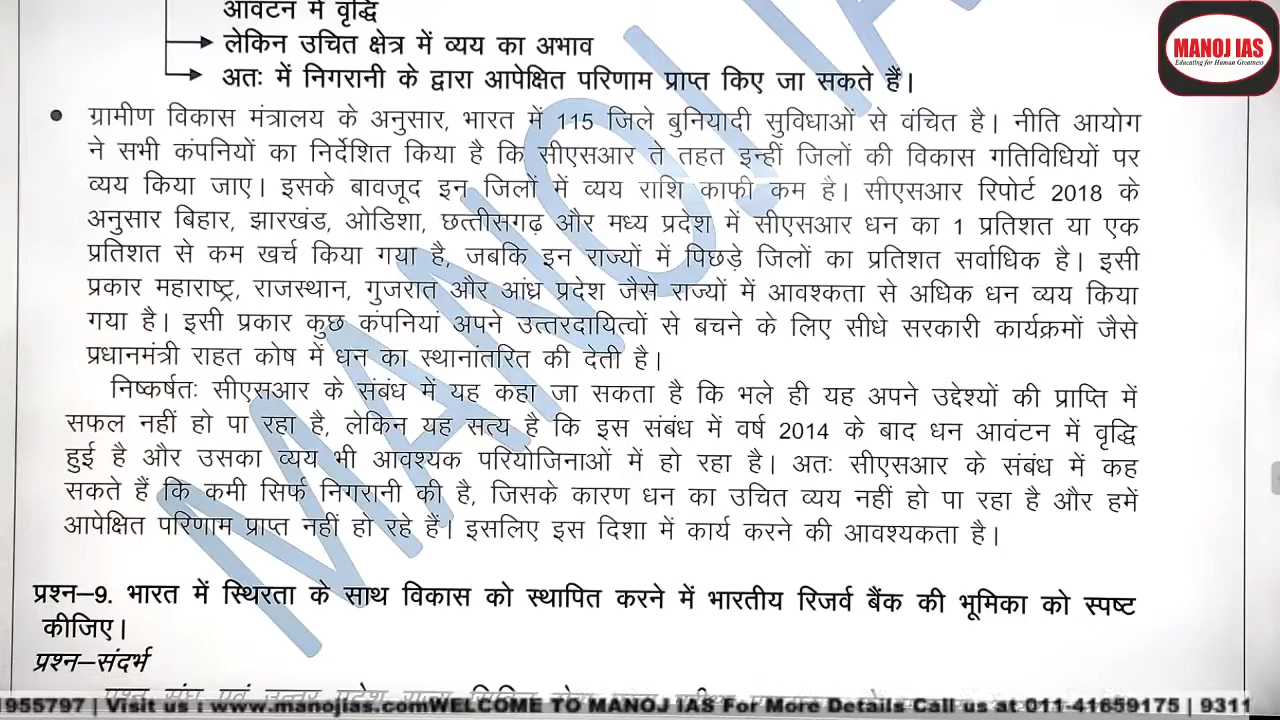 आवंटन में वृद्धि
लेकिन उचित क्षेत्र में व्यय का अभाव
अतः में निगरानी के द्वारा आपेक्षित परिणाम प्राप्त किए जा सकते हैं।
MANOJ IAS
Educating for Human Greatness
• ग्रामीण विकास मंत्रालय के अनुसार, भारत में 115 जिले बुनियादी सुविधाओं से वंचित है। नीति आयोग
ने सभी कंपनियों का निर्देशित किया है कि सीएसआर ते तहत इन्हीं जिलों की विकास गतिविधियों पर
व्यय किया जाए। इसके बावजूद इन जिलों में व्यय राशि काफी कम है। सीएसआर रिपोर्ट 2018 के
अनुसार बिहार, झारखंड, ओडिशा, छत्तीसगढ़ और मध्य प्रदेश में सीएसआर धन का 1 प्रतिशत या एक
प्रतिशत से कम खर्च किया गया है, जबकि इन राज्यों में पिछड़े जिलों का प्रतिशत सर्वाधिक है। इसी
प्रकार महाराष्ट्र, राजस्थान, गुजरात और आंध्र प्रदेश जैसे राज्यों में आवश्कता से अधिक धन व्यय किया
गया है। इसी प्रकार कुछ कंपनियां अपने उत्तरदायित्वों से बचने के लिए सीधे सरकारी कार्यक्रमों जैसे
प्रधानमंत्री राहत कोष में धन का स्थानांतरित की देती है।
निष्कर्षतः सीएसआर के संबंध में यह कहा जा सकता है कि भले ही यह अपने उद्देश्यों की प्राप्ति में
सफल नहीं हो पा रहा है, लेकिन यह सत्य है कि इस संबंध में वर्ष 2014 के बाद धन आवंटन में वृद्धि
हुई है और उसका व्यय भी आवश्यक परियोजिनाओं में हो रहा है। अतः सीएसआर के संबंध में कह
सकते हैं कि कमी सिर्फ निगरानी की है, जिसके कारण धन का उचित व्यय नहीं हो पा रहा है और हमें
आपेक्षित परिणाम प्राप्त नहीं हो रहे हैं। इसलिए इस दिशा में कार्य करने की आवश्यकता है।
प्रश्न–9. भारत में स्थिरता के साथ विकास को स्थापित करने में भारतीय रिजर्व बैंक की भूमिका को स्पष्ट
कीजिए।
प्रश्न–संदर्भ
1955797 | Visit us : www.manojias.comWELCOME TO MANOJ IAS For More Details Call us at 011-41659175 | 9311
MANOJ IA